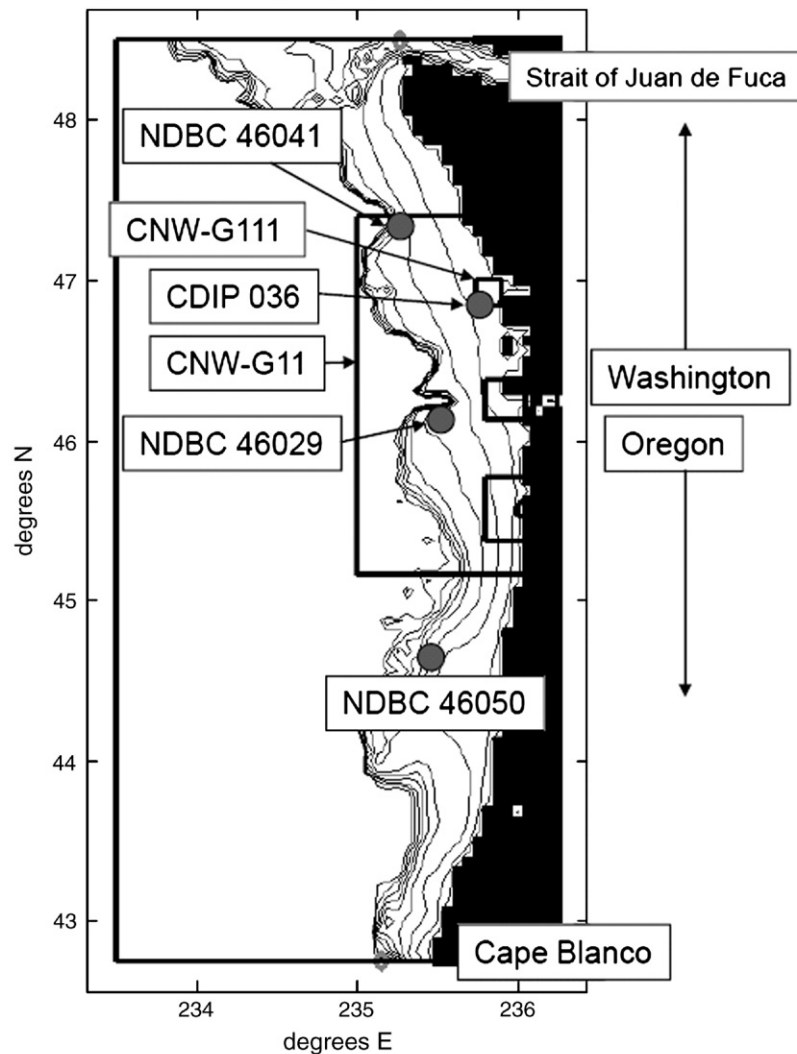 Strait of Juan de Fuca
48
NDBC 46041
CNW-G111
47
CDIP 036
CNW-G11
Washington
NDBC 46029
Oregon
46
degrees N
45
NDBC 46050
44
43
Cape Blanco
234
235
236
degrees E